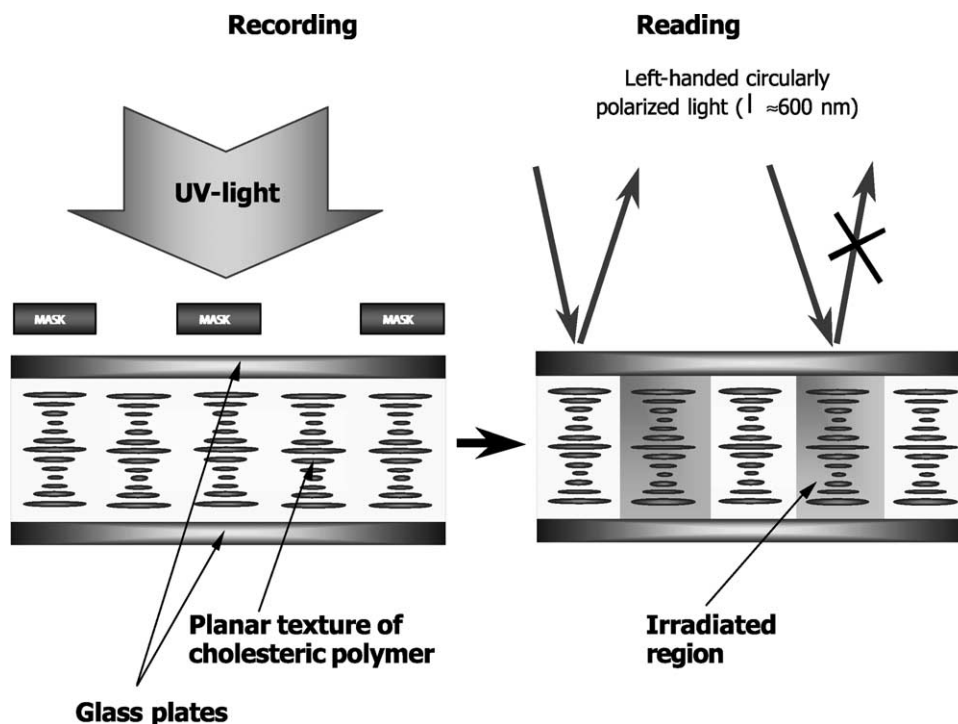 Recording
Reading
Left-handed circularly
polarized light ( l ≈600 nm)
UV-light
MASK
MASK
MASK
Planar texture of
cholesteric polymer
Irradiated
region
Glass plates